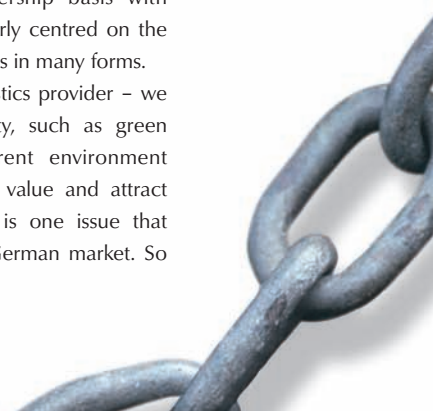 ership basis with
rly centred on the
s in many forms.
stics provider – we
ty, such as green
rent environment
value and attract
is one issue that
German market. So